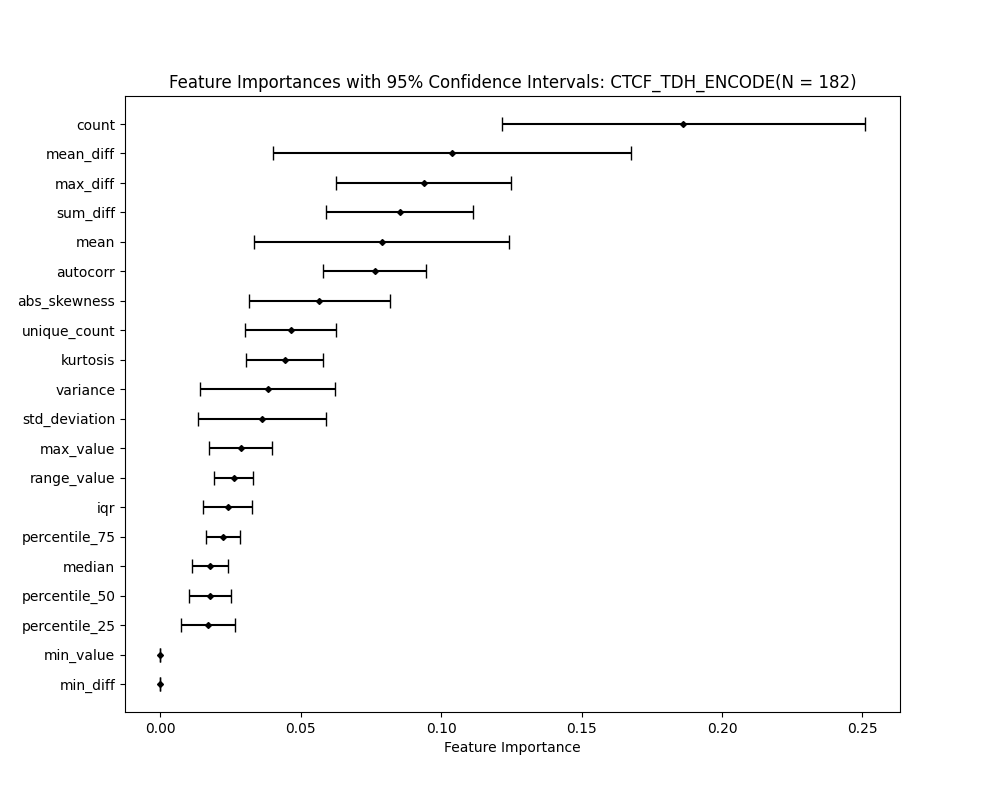 Feature Importances with 95% Confidence Intervals: CTCF_TDH_ENCODE(N = 182)
count
mean_diff
max_diff
sum_diff
mean
autocorr
abs_skewness
unique_count
kurtosis
variance
std_deviation
max_value
range_value
iqr
percentile_75
median
percentile_50
percentile_25
min_value
min_diff
0.00 0.05 0.10 0.15 0.20 0.25
Feature Importance